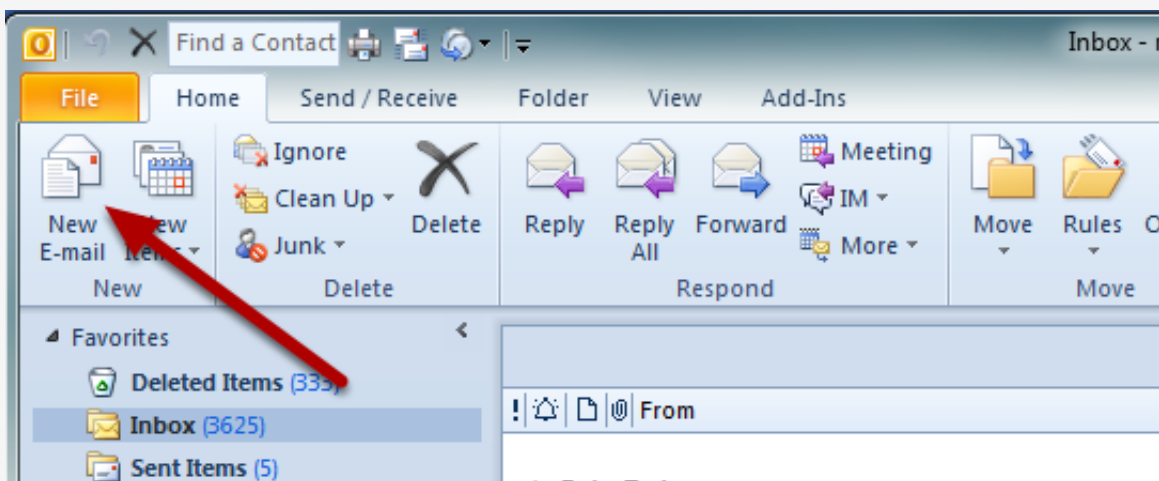 Find a Contact
Inbox -
File Home Send / Receive Folder View Add-Ins
New E-mail
New Items
Ignore
Clean Up
Junk
Delete
Reply
Reply All
Forward
Meeting
IM
More
Move
Rules
New Delete Respond Move
Favorites
Deleted Items
Inbox (3625)
Sent Items (5)
! From